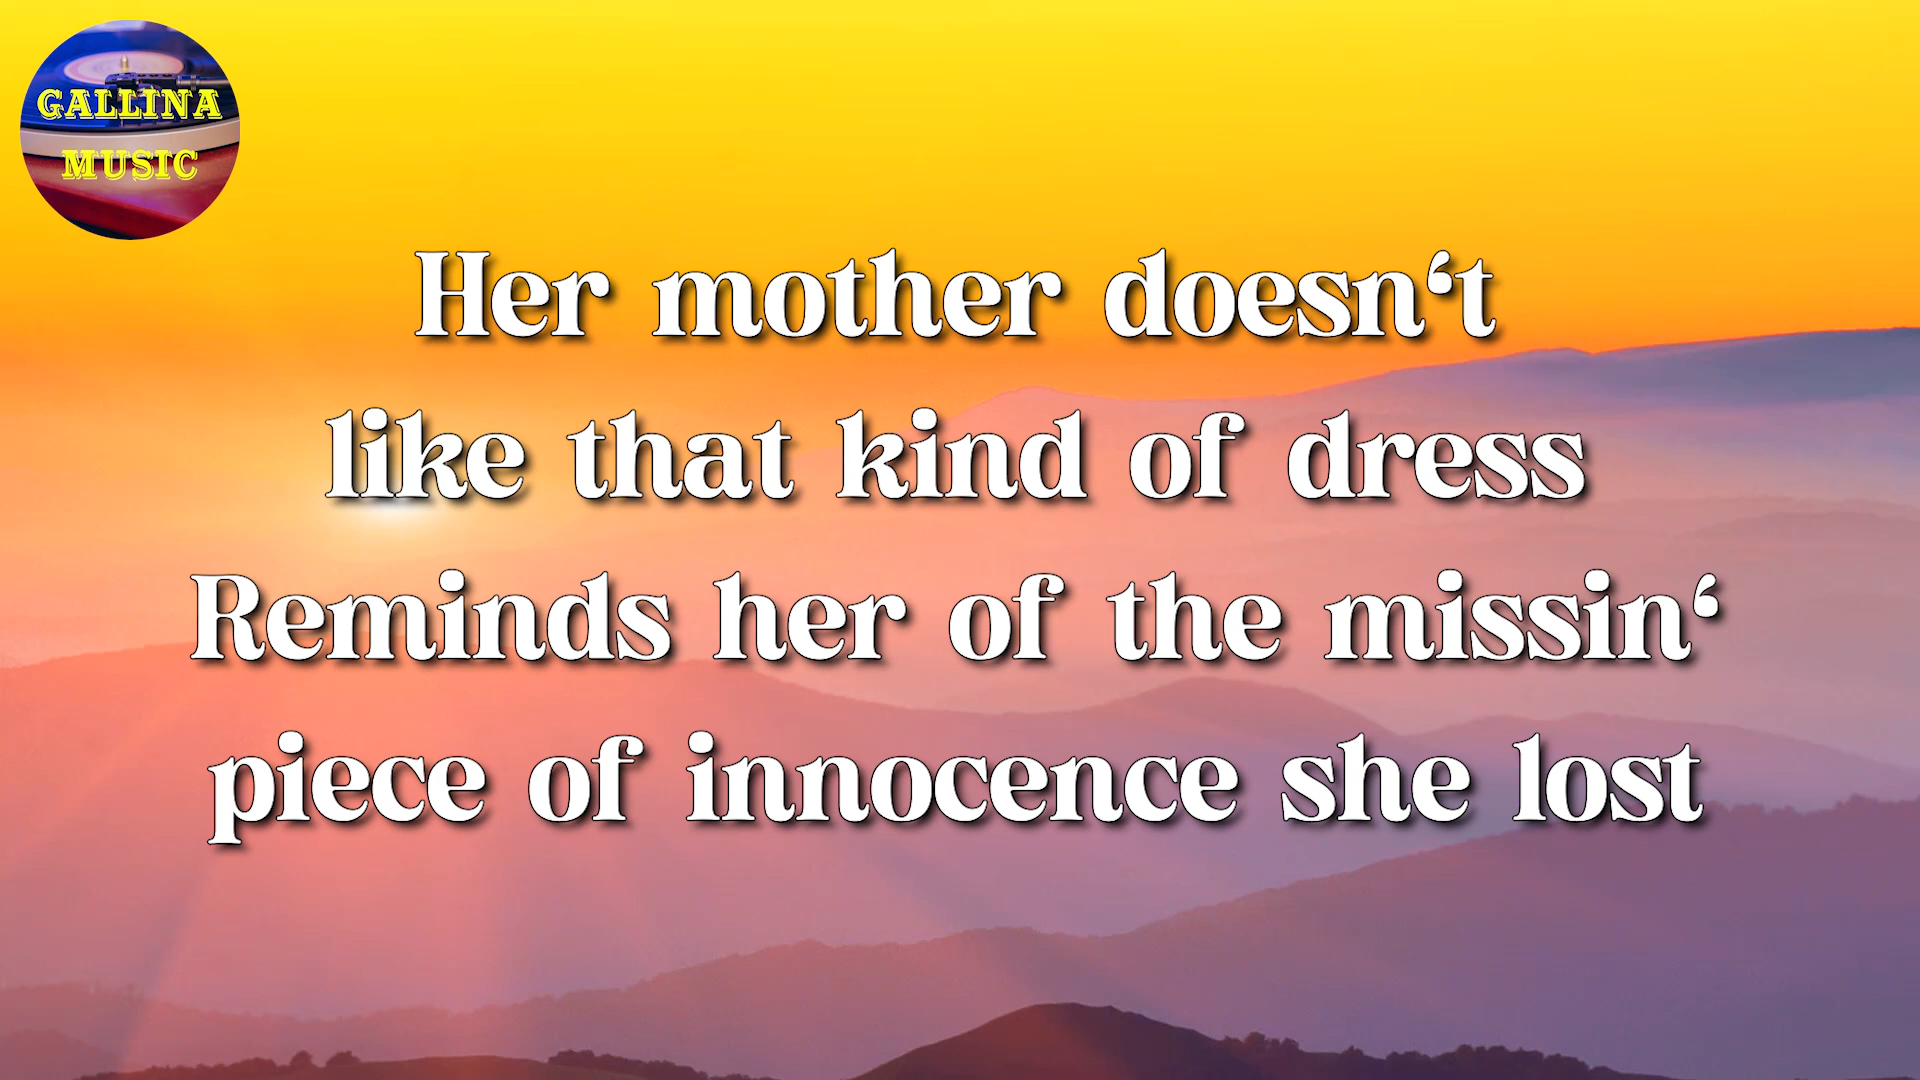 GALLINA
MUSIC
Her mother doesn‘t
like that kind of dress
Reminds her of the missin‘
piece of innocence she lost